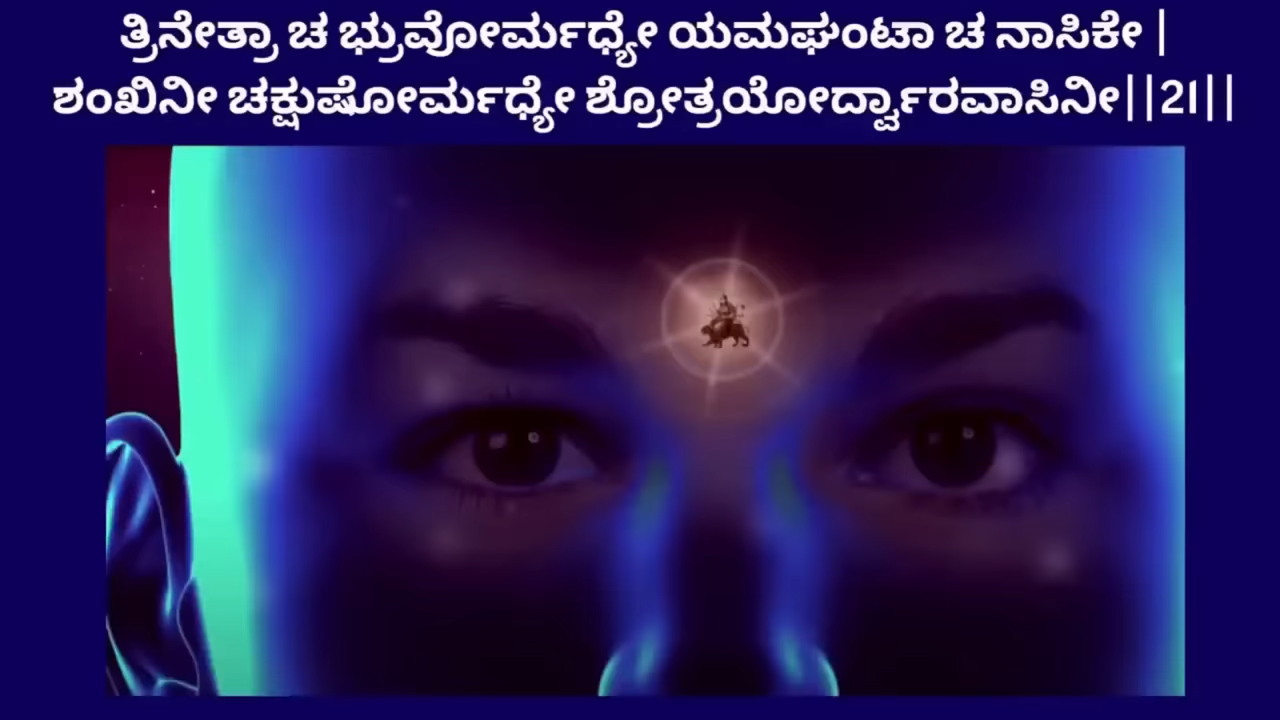 ತ್ರಿನೇತ್ರಾ ಚ ಭ್ರುವೋರ್ಮಧ್ಯೇ ಯಮಘಂಟಾ ಚ ನಾಸಿಕೇ |
ಶಂಖಿನೀ ಚಕ್ಷುಷೋರ್ಮಧ್ಯೇ ಶ್ರೋತ್ರಯೋರ್ದ್ವಾರವಾಸಿನೀ||21||